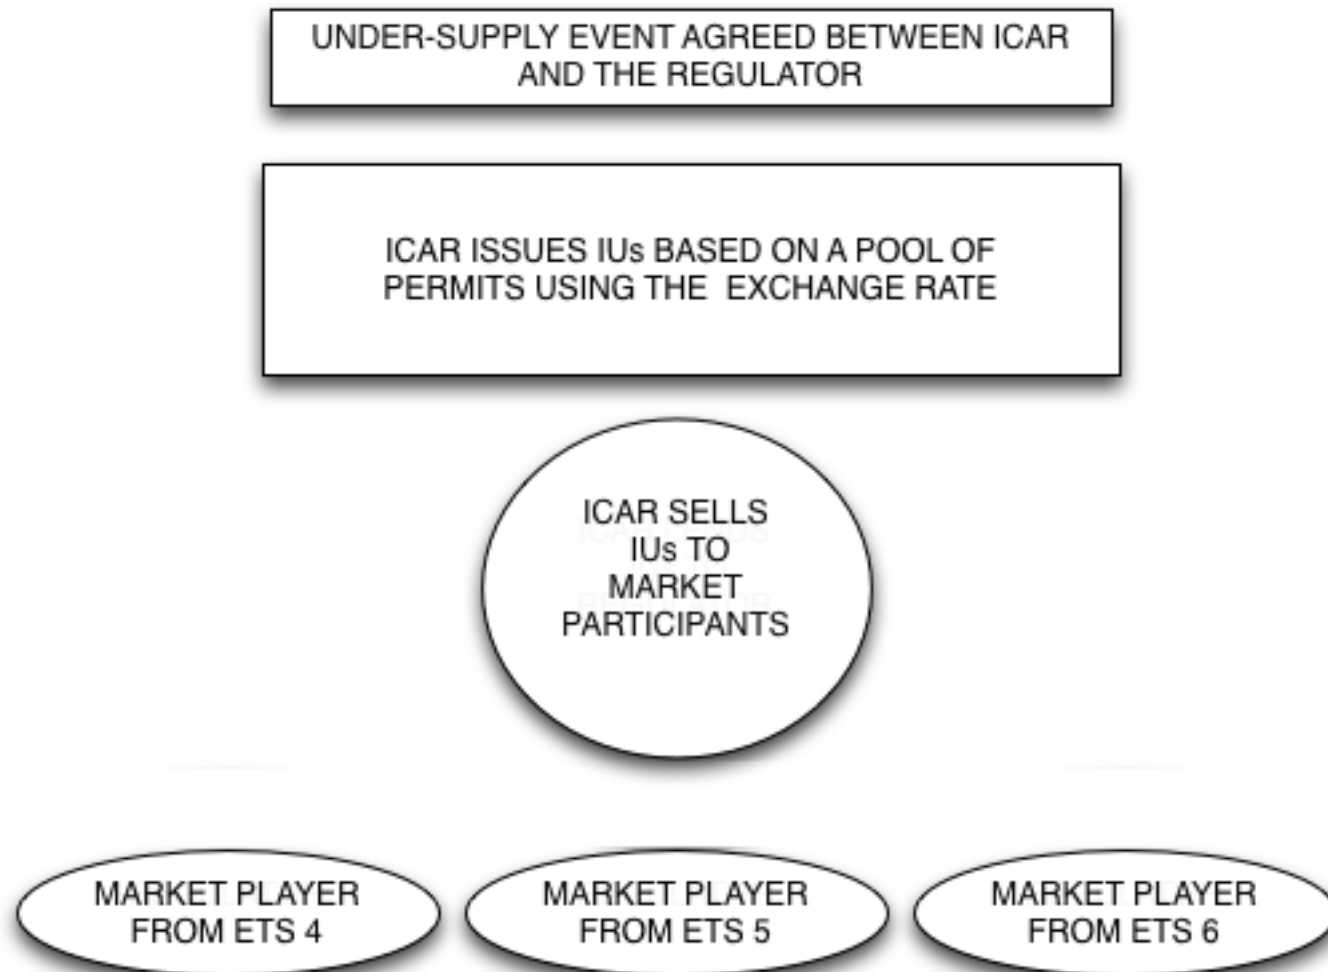 UNDER-SUPPLY EVENT AGREED BETWEEN ICAR
AND THE REGULATOR
ICAR ISSUES IUs BASED ON A POOL OF
PERMITS USING THE EXCHANGE RATE
ICAR SELLS
IUs TO
MARKET
PARTICIPANTS
MARKET PLAYER
FROM ETS 4
MARKET PLAYER
FROM ETS 5
MARKET PLAYER
FROM ETS 6